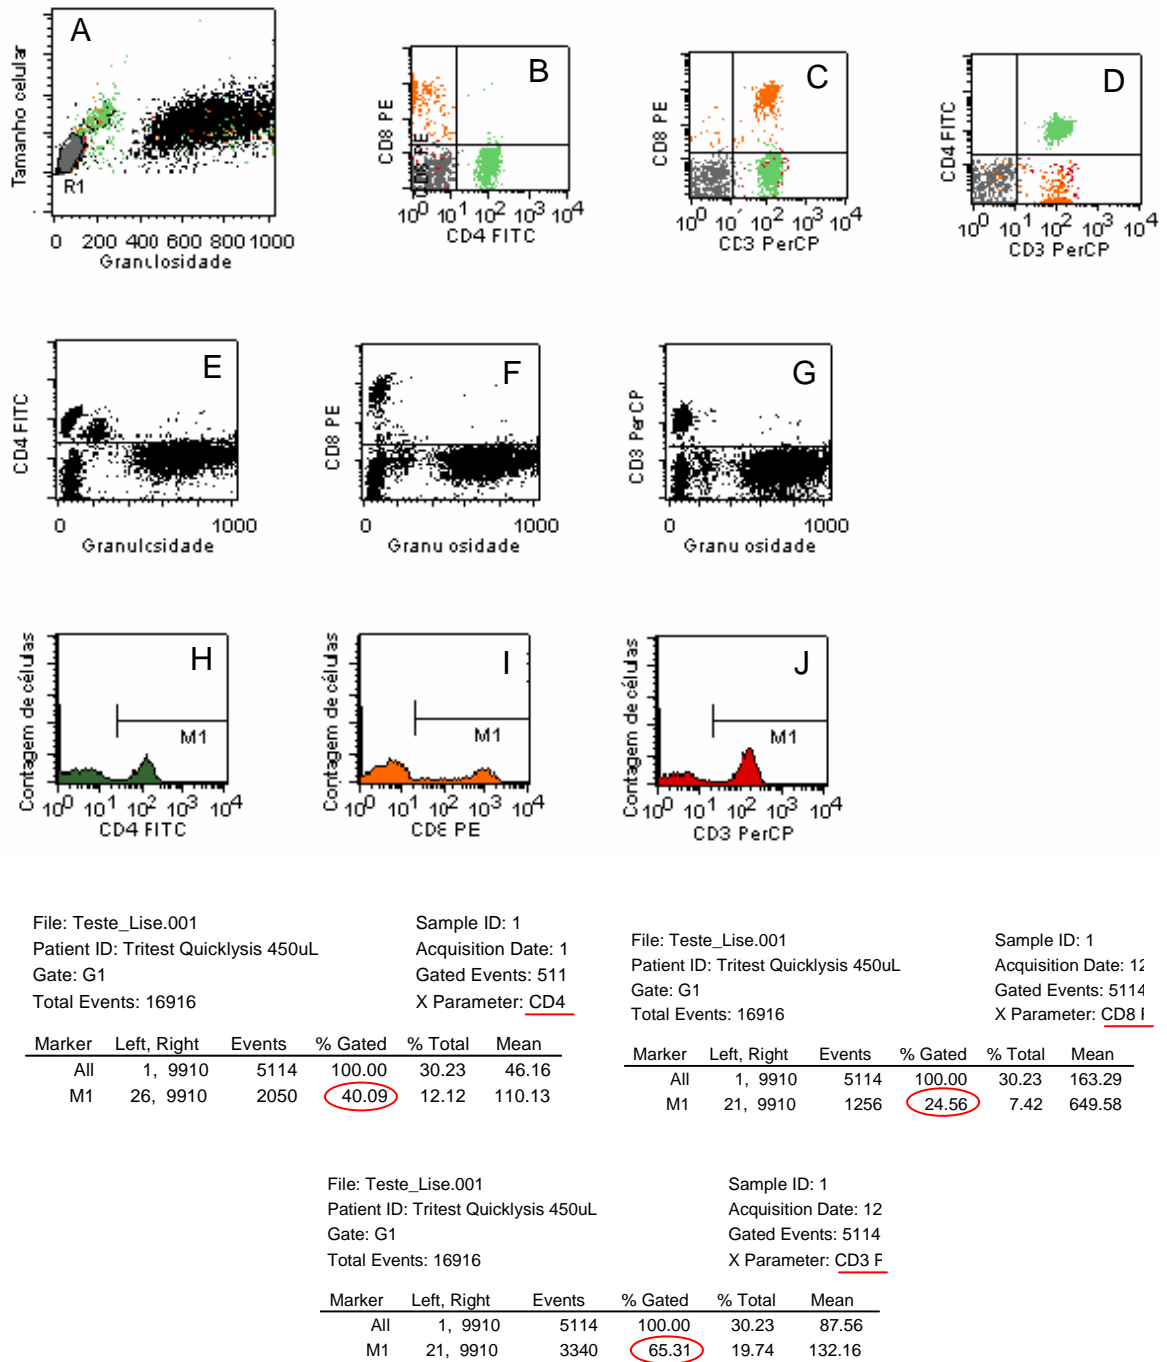 A
Tamanho celular
R1
0 200 400 600 800 1000
Granulosidade
B
CD8 PE
CD8 PE
10^0 10^1 10^2 10^3 10^4
CD4 FITC
C
CD8 PE
10^0 10^1 10^2 10^3 10^4
CD3 PerCP
D
CD4 FITC
10^0 10^1 10^2 10^3 10^4
CD3 PerCP
E
CD4 FITC
0 1000
Granulcsidade
F
CD8 PE
0 1000
Granu osidade
G
CD3 PerCP
0 1000
Granu osidade
H
Contagem de células
M1
10^0 10^1 10^2 10^3 10^4
CD4 FITC
I
Contagem de células
M1
10^0 10^1 10^2 10^3 10^4
CD8 PE
J
Contagem de células
M1
10^0 10^1 10^2 10^3 10^4
CD3 PerCP
File: Teste_Lise.001 Sample ID: 1
Patient ID: Tritest Quicklysis 450uL Acquisition Date: 1
Gate: G1 Gated Events: 511
Total Events: 16916 X Parameter: CD4
Marker Left, Right Events % Gated % Total Mean
All 1, 9910 5114 100.00 30.23 46.16
M1 26, 9910 2050 40.09 12.12 110.13
File: Teste_Lise.001 Sample ID: 1
Patient ID: Tritest Quicklysis 450uL Acquisition Date: 12
Gate: G1 Gated Events: 5114
Total Events: 16916 X Parameter: CD8
Marker Left, Right Events % Gated % Total Mean
All 1, 9910 5114 100.00 30.23 163.29
M1 21, 9910 1256 24.56 7.42 649.58
File: Teste_Lise.001 Sample ID: 1
Patient ID: Tritest Quicklysis 450uL Acquisition Date: 12
Gate: G1 Gated Events: 5114
Total Events: 16916 X Parameter: CD3
Marker Left, Right Events % Gated % Total Mean
All 1, 9910 5114 100.00 30.23 87.56
M1 21, 9910 3340 65.31 19.74 132.16